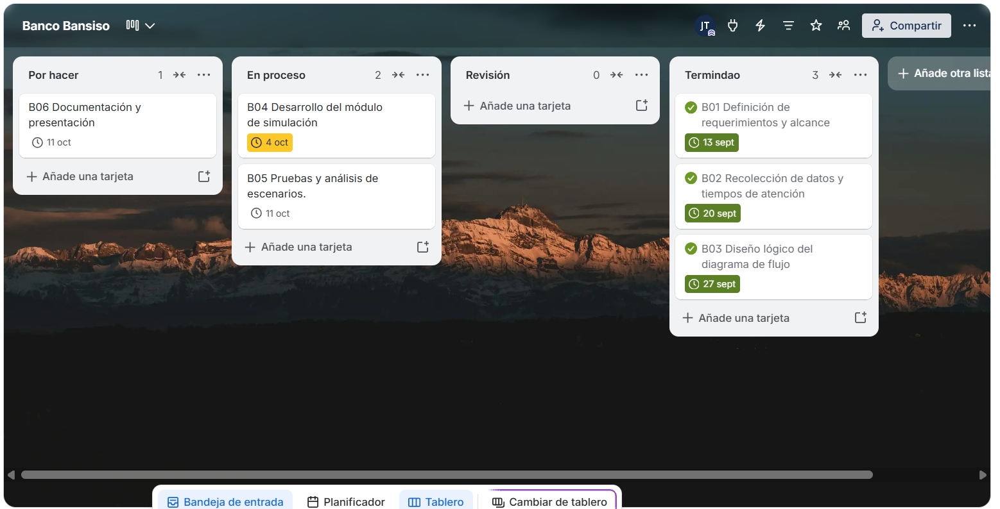 Banco Bansiso
JT
Compartir
Por hacer 1
B06 Documentación y
presentación
11 oct
Añade una tarjeta
En proceso 2
B04 Desarrollo del módulo
de simulación
4 oct
B05 Pruebas y análisis de
escenarios.
11 oct
Añade una tarjeta
Revisión 0
Añade una tarjeta
Termindao 3
B01 Definición de
requerimientos y alcance
13 sept
B02 Recolección de datos y
tiempos de atención
20 sept
B03 Diseño lógico del
diagrama de flujo
27 sept
Añade una tarjeta
Añade otra lista
Bandeja de entrada
Planificador
Tablero
Cambiar de tablero